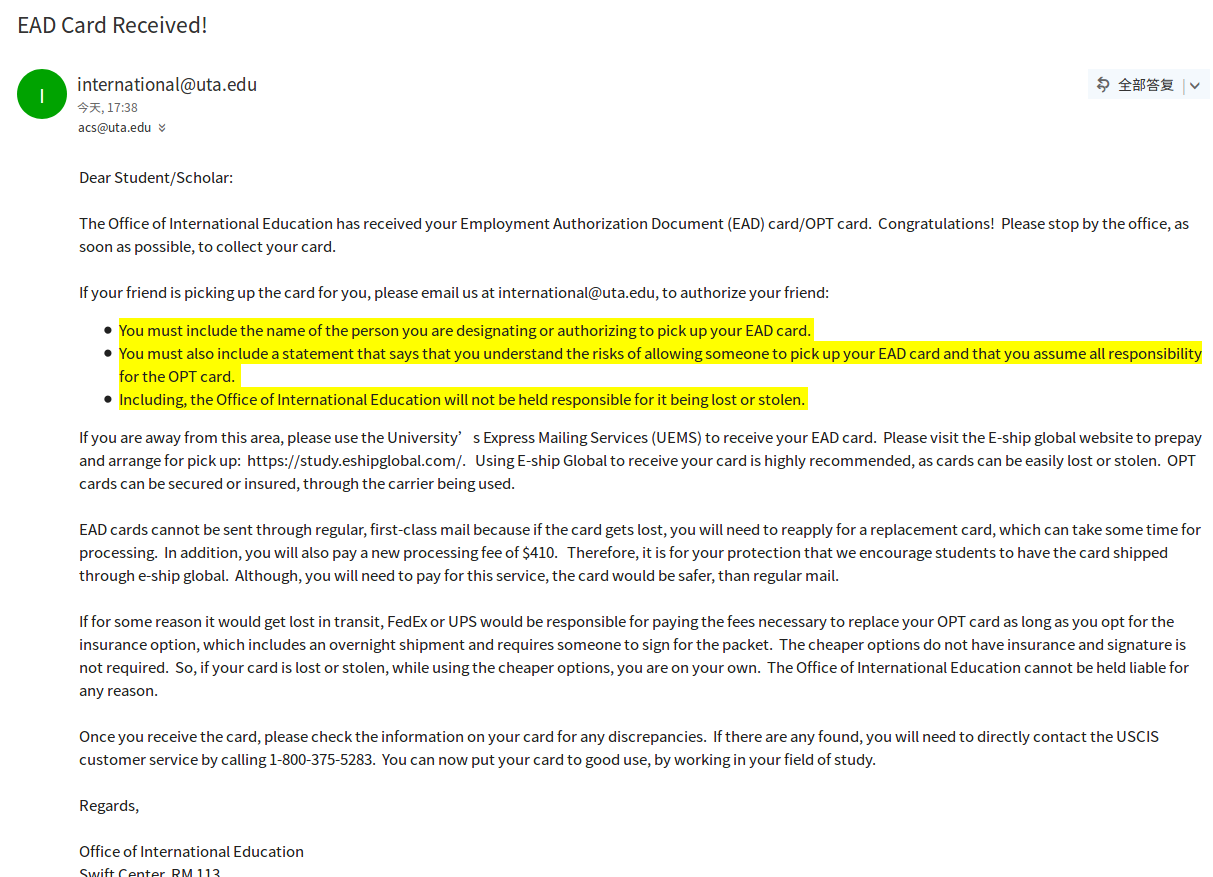 EAD Card Received!
I
international@uta.edu
全部答复
今天, 17:38
acs@uta.edu
Dear Student/Scholar:
The Office of International Education has received your Employment Authorization Document (EAD) card/OPT card.  Congratulations!  Please stop by the office, as
soon as possible, to collect your card.
If your friend is picking up the card for you, please email us at international@uta.edu, to authorize your friend:
• You must include the name of the person you are designating or authorizing to pick up your EAD card.
• You must also include a statement that says that you understand the risks of allowing someone to pick up your EAD card and that you assume all responsibility
for the OPT card.
• Including, the Office of International Education will not be held responsible for it being lost or stolen.
If you are away from this area, please use the University’s Express Mailing Services (UEMS) to receive your EAD card.  Please visit the E-ship global website to prepay
and arrange for pick up:  https://study.eshipglobal.com/.   Using E-ship Global to receive your card is highly recommended, as cards can be easily lost or stolen.  OPT
cards can be secured or insured, through the carrier being used.
EAD cards cannot be sent through regular, first-class mail because if the card gets lost, you will need to reapply for a replacement card, which can take some time for
processing.  In addition, you will also pay a new processing fee of $410.   Therefore, it is for your protection that we encourage students to have the card shipped
through e-ship global.  Although, you will need to pay for this service, the card would be safer, than regular mail.
If for some reason it would get lost in transit, FedEx or UPS would be responsible for paying the fees necessary to replace your OPT card as long as you opt for the
insurance option, which includes an overnight shipment and requires someone to sign for the packet.  The cheaper options do not have insurance and signature is
not required.  So, if your card is lost or stolen, while using the cheaper options, you are on your own.  The Office of International Education cannot be held liable for
any reason.
Once you receive the card, please check the information on your card for any discrepancies.  If there are any found, you will need to directly contact the USCIS
customer service by calling 1-800-375-5283.  You can now put your card to good use, by working in your field of study.
Regards,
Office of International Education
Swift Center, RM 113